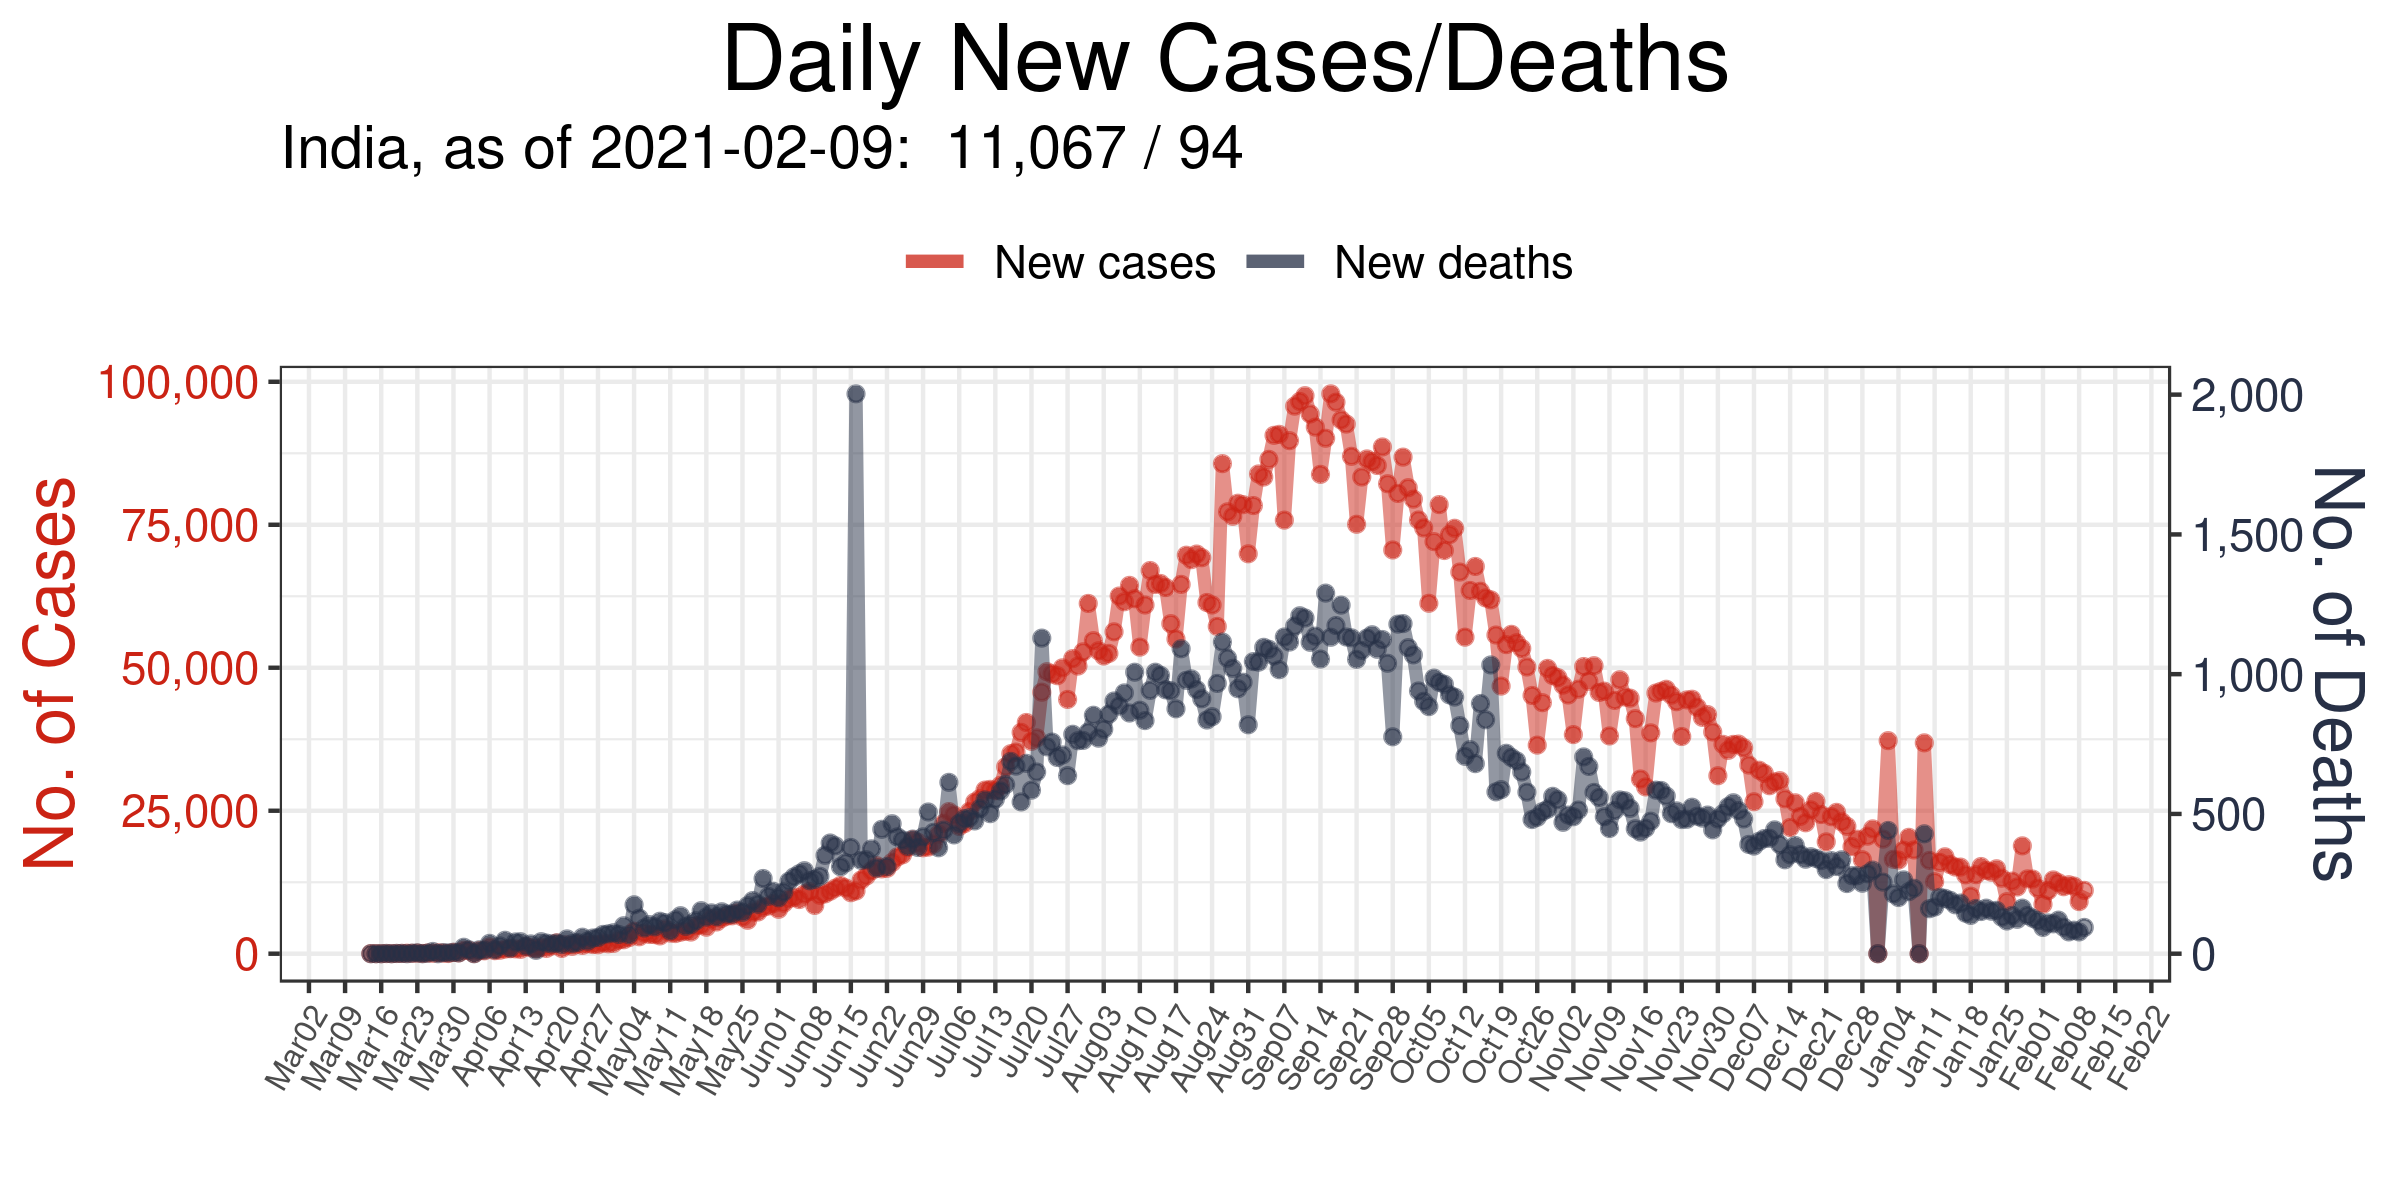 Daily New Cases/Deaths
India, as of 2021-02-09:  11,067 / 94
New cases
New deaths
No. of Cases
100,000
75,000
50,000
25,000
0
2,000
1,500
1,000
500
0
No. of Deaths
Mar02
Mar09
Mar16
Mar23
Mar30
Apr06
Apr13
Apr20
Apr27
May04
May11
May18
May25
Jun01
Jun08
Jun15
Jun22
Jun29
Jul06
Jul13
Jul20
Jul27
Aug03
Aug10
Aug17
Aug24
Aug31
Sep07
Sep14
Sep21
Sep28
Oct05
Oct12
Oct19
Oct26
Nov02
Nov09
Nov16
Nov23
Nov30
Dec07
Dec14
Dec21
Dec28
Jan04
Jan11
Jan18
Jan25
Feb01
Feb08
Feb15
Feb22